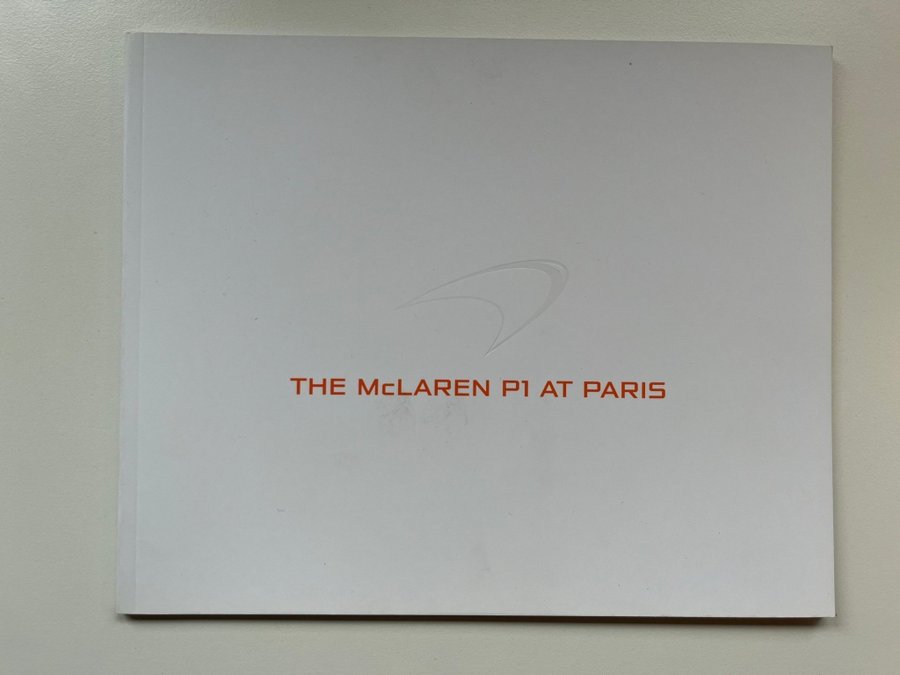 THE McLAREN P1 AT PARIS